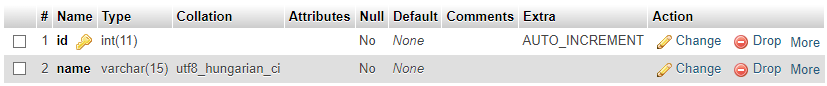 # Name Type Collation Attributes Null Default Comments Extra Action
1 id int(11) No None AUTO_INCREMENT Change Drop More
2 name varchar(15) utf8_hungarian_ci No None Change Drop More